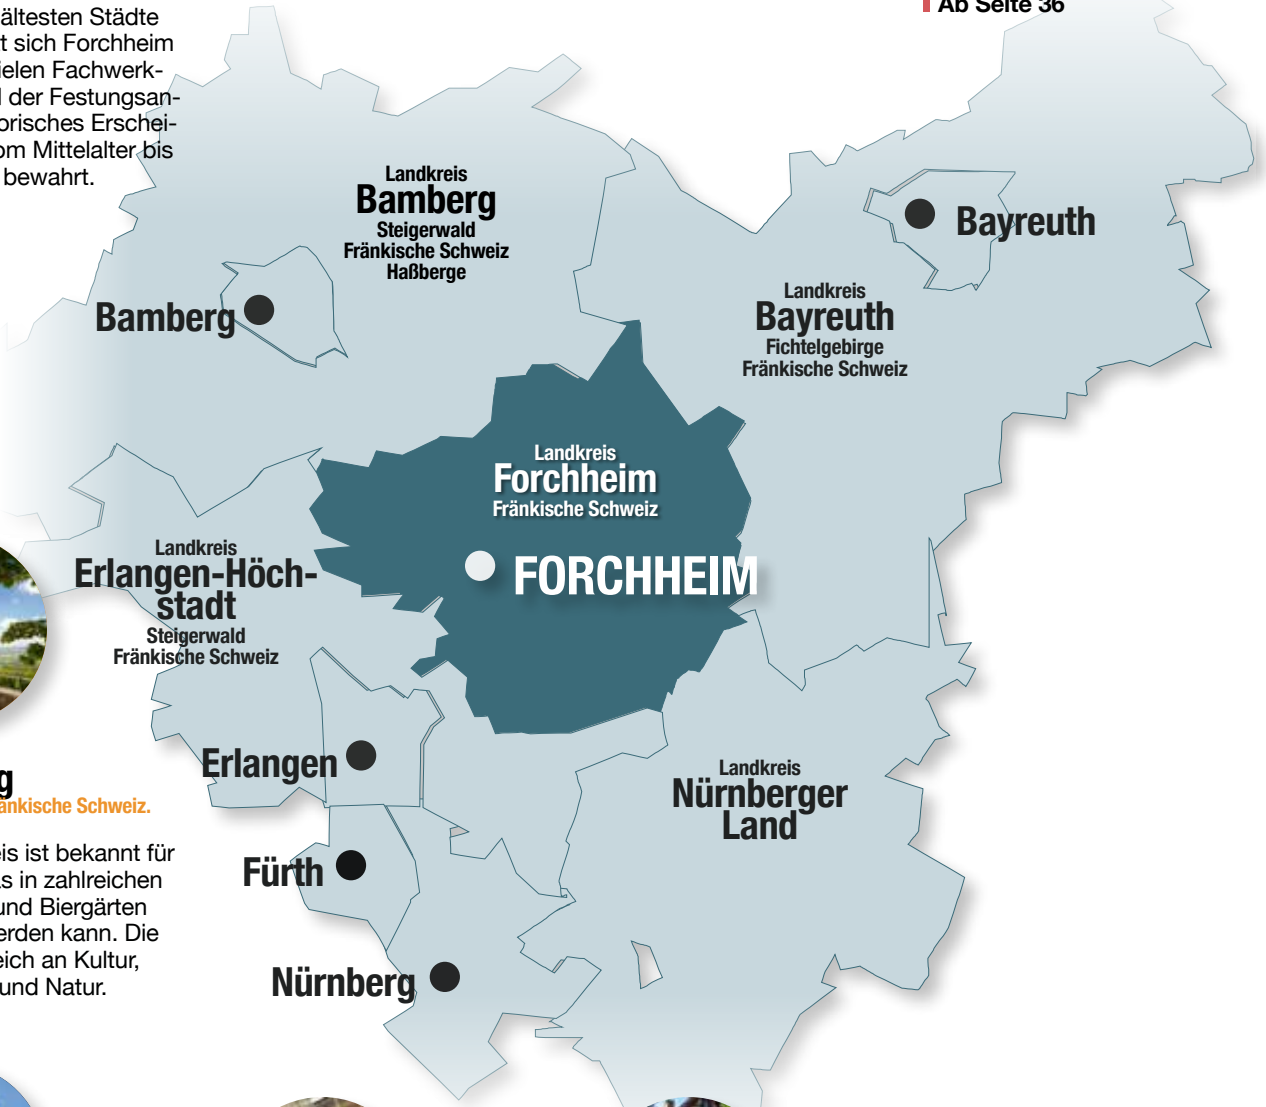 ältesten Städte
t sich Forchheim
ielen Fachwerk-
der Festungsan-
orisches Erschei-
om Mittelalter bis
bewahrt.
Ab Seite 36
Landkreis
Bamberg
Steigerwald
Fränkische Schweiz
Haßberge
Bayreuth
Landkreis
Bayreuth
Fichtelgebirge
Fränkische Schweiz
Bamberg
Landkreis
Forchheim
Fränkische Schweiz
FORCHHEIM
Landkreis
Erlangen-Höch-
stadt
Steigerwald
Fränkische Schweiz
Erlangen
Landkreis
Nürnberger
Land
Fürth
Nürnberg
g
änkische Schweiz.
eis ist bekannt für
as in zahlreichen
und Biergärten
erden kann. Die
eich an Kultur,
und Natur.